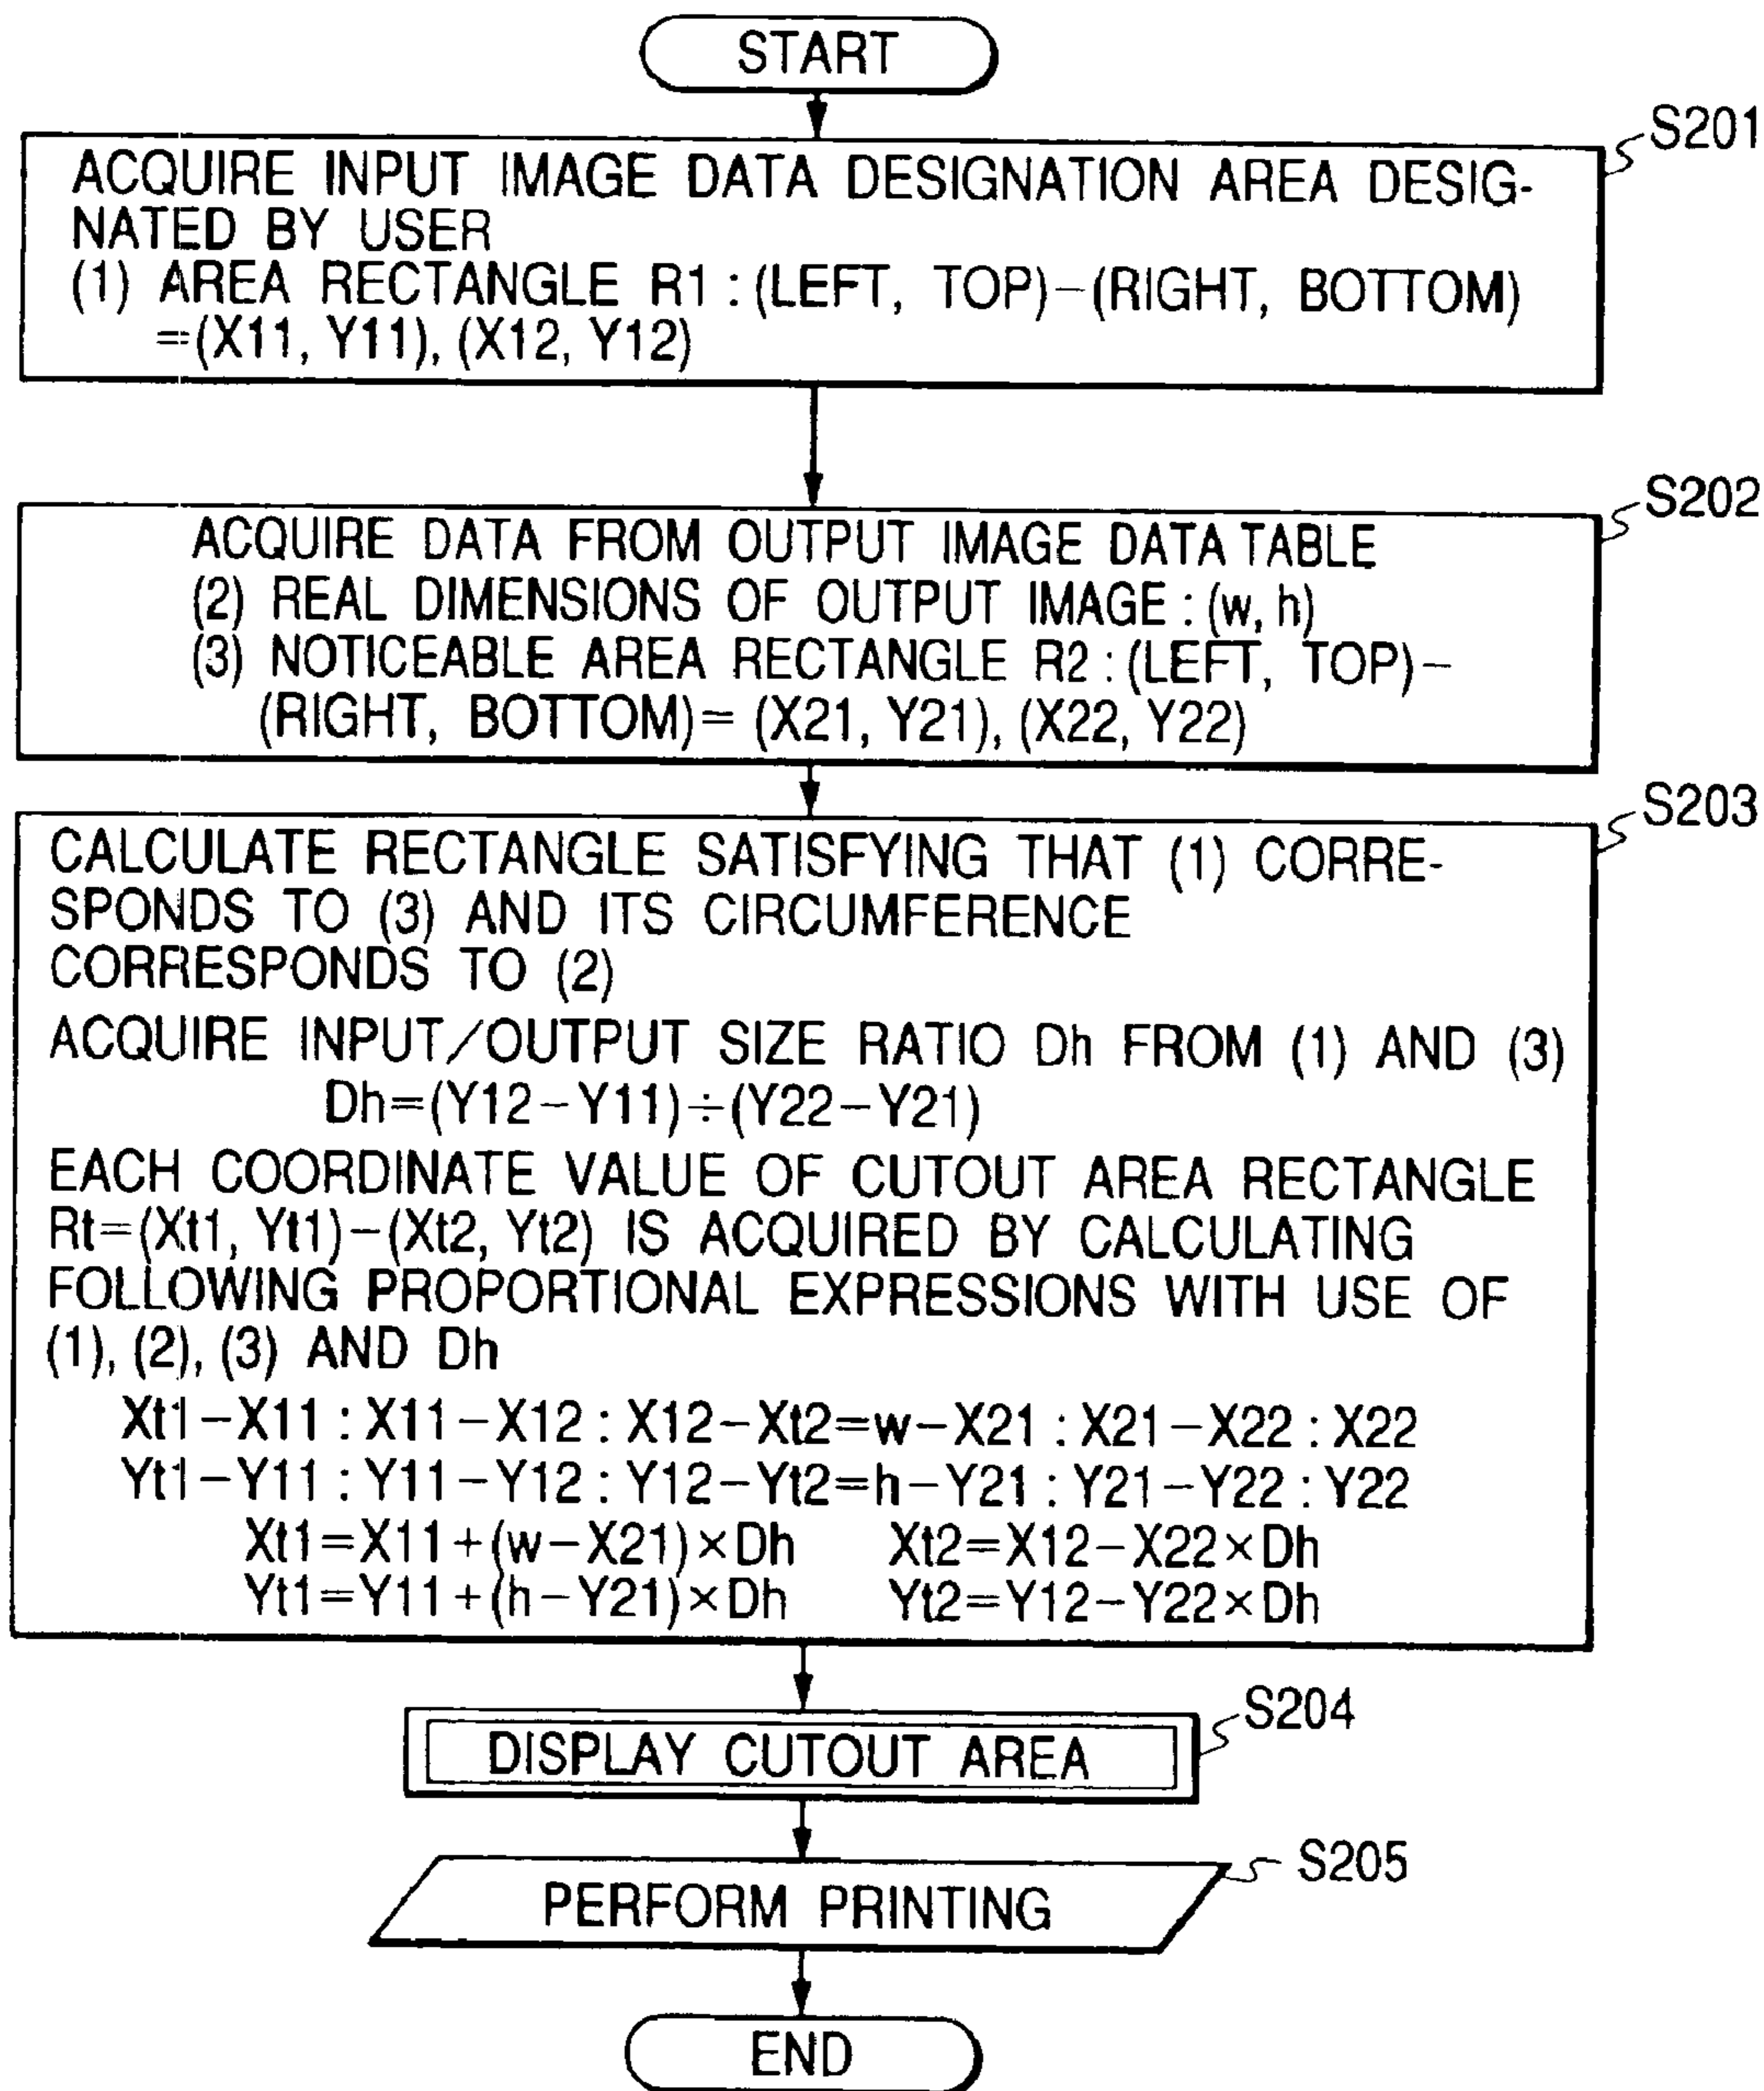 START
S201
ACQUIRE INPUT IMAGE DATA DESIGNATION AREA DESIG-
NATED BY USER
(1) AREA RECTANGLE R1 : (LEFT, TOP)−(RIGHT, BOTTOM)
=(X11, Y11), (X12, Y12)
S202
ACQUIRE DATA FROM OUTPUT IMAGE DATA TABLE
(2) REAL DIMENSIONS OF OUTPUT IMAGE : (w, h)
(3) NOTICEABLE AREA RECTANGLE R2 : (LEFT, TOP)−
(RIGHT, BOTTOM)= (X21, Y21), (X22, Y22)
S203
CALCULATE RECTANGLE SATISFYING THAT (1) CORRE-
SPONDS TO (3) AND ITS CIRCUMFERENCE
CORRESPONDS TO (2)
ACQUIRE INPUT/OUTPUT SIZE RATIO Dh FROM (1) AND (3)
Dh=(Y12−Y11)÷(Y22−Y21)
EACH COORDINATE VALUE OF CUTOUT AREA RECTANGLE
Rt=(Xt1, Yt1)−(Xt2, Yt2) IS ACQUIRED BY CALCULATING
FOLLOWING PROPORTIONAL EXPRESSIONS WITH USE OF
(1), (2), (3) AND Dh
Xt1−X11 : X11−X12 : X12−Xt2=w−X21 : X21−X22 : X22
Yt1−Y11 : Y11−Y12 : Y12−Yt2=h−Y21 : Y21−Y22 : Y22
Xt1=X11+(w−X21)×Dh Xt2=X12−X22×Dh
Yt1=Y11+(h−Y21)×Dh Yt2=Y12−Y22×Dh
S204
DISPLAY CUTOUT AREA
S205
PERFORM PRINTING
END